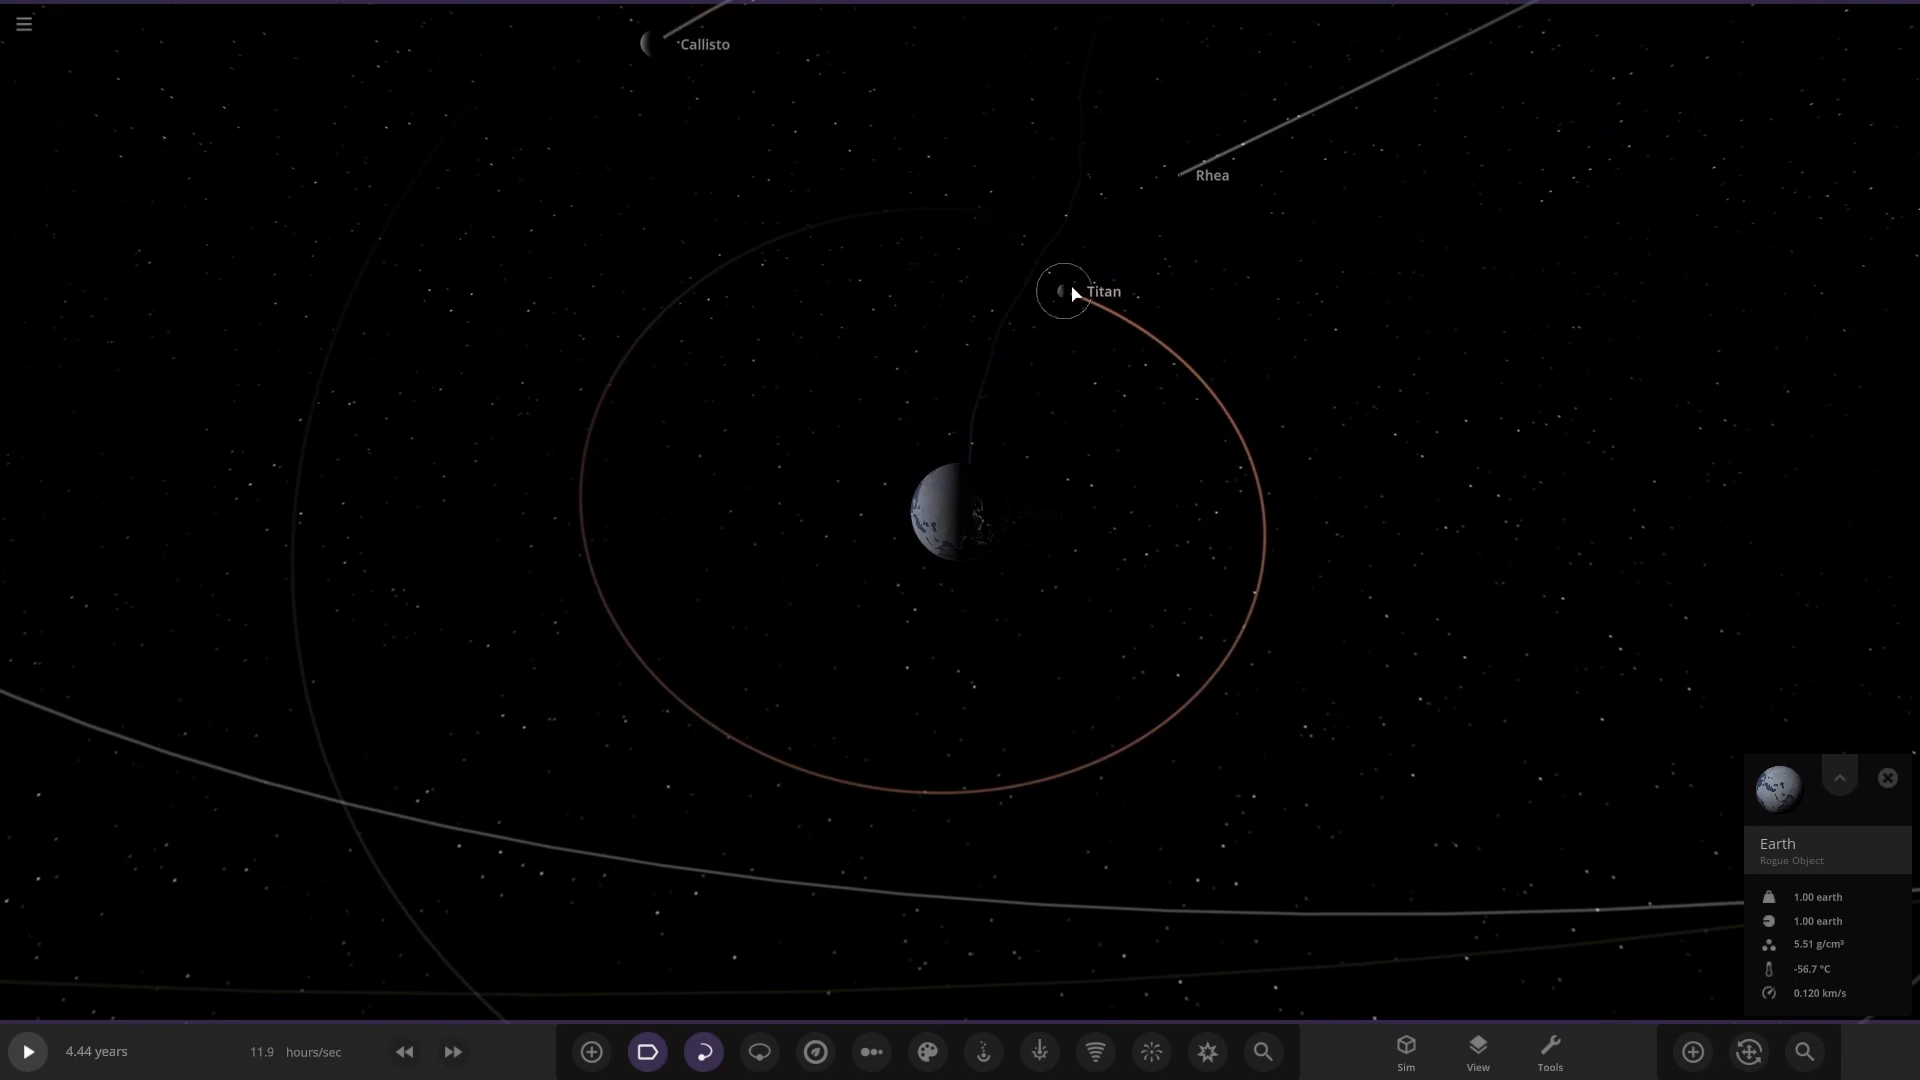 Callisto
Rhea
Titan
Earth
Rogue Object
1.00 earth
1.00 earth
5.51 g/cm³
-56.7 °C
0.120 km/s
4.44 years
11.9 hours/sec
Sim
View
Tools